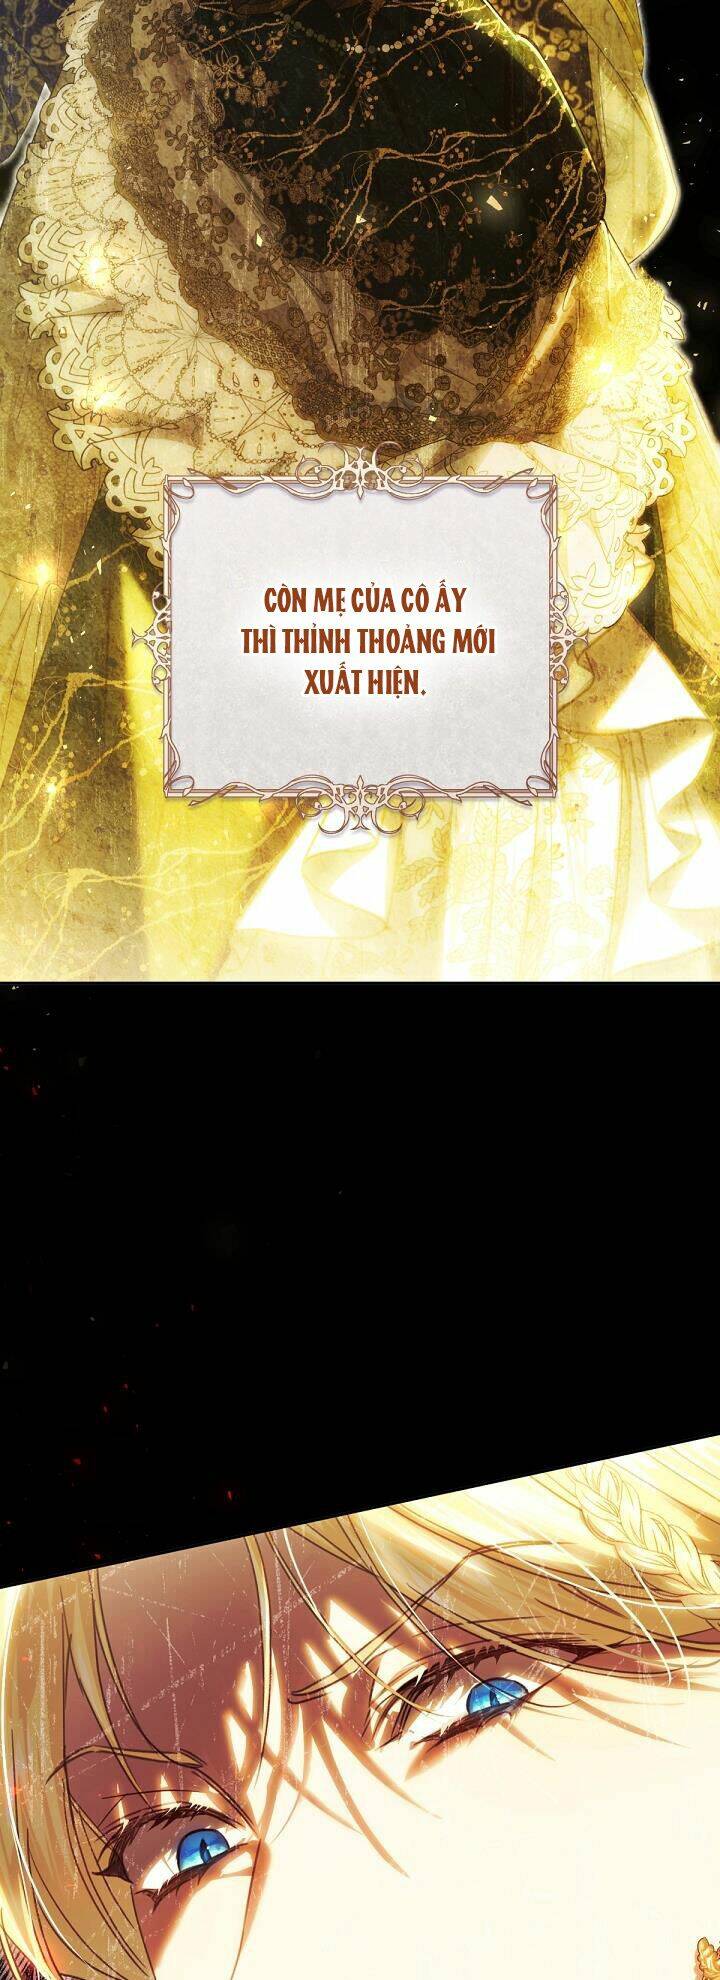 CÒN MẸ CỦA CÔ ẤY
THÌ THỈNH THOẢNG MỚI
XUẤT HIỆN.